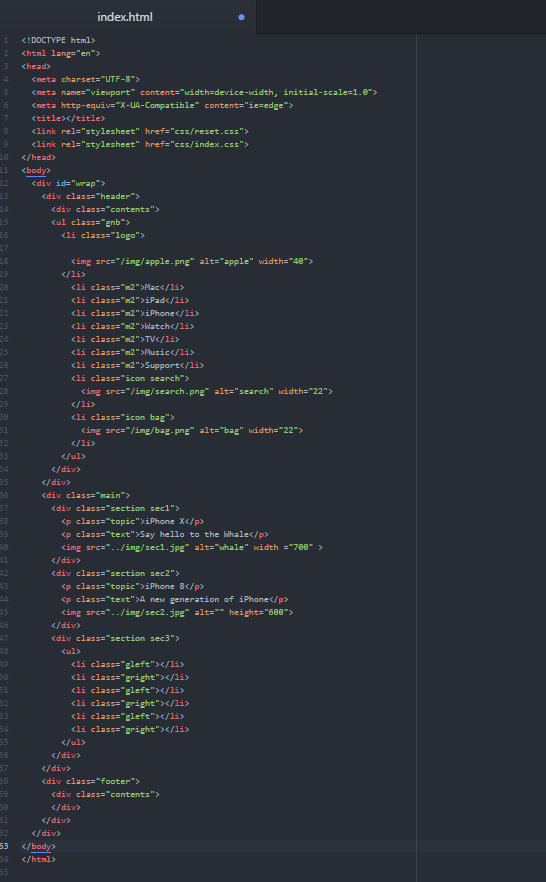 index.html
1 <!DOCTYPE html>
2 <html lang="en">
3 <head>
4 <meta charset="UTF-8">
5 <meta name="viewport" content="width=device-width, initial-scale=1.0">
6 <meta http-equiv="X-UA-Compatible" content="ie=edge">
7 <title></title>
8 <link rel="stylesheet" href="css/reset.css">
9 <link rel="stylesheet" href="css/index.css">
10 </head>
11 <body>
12 <div id="wrap">
13 <div class="header">
14 <div class="contents">
15 <ul class="gnb">
16 <li class="logo">
17
18 <img src="/img/apple.png" alt="apple" width="40">
19 </li>
20 <li class="m2">Mac</li>
21 <li class="m2">iPad</li>
22 <li class="m2">iPhone</li>
23 <li class="m2">Watch</li>
24 <li class="m2">TV</li>
25 <li class="m2">Music</li>
26 <li class="m2">Support</li>
27 <li class="icon search">
28 <img src="/img/search.png" alt="search" width="22">
29 </li>
30 <li class="icon bag">
31 <img src="/img/bag.png" alt="bag" width="22">
32 </li>
33 </ul>
34 </div>
35 </div>
36 <div class="main">
37 <div class="section sec1">
38 <p class="topic">iPhone X</p>
39 <p class="text">Say hello to the Whale</p>
40 <img src="../img/sec1.jpg" alt="whale" width ="700" >
41 </div>
42 <div class="section sec2">
43 <p class="topic">iPhone 8</p>
44 <p class="text">A new generation of iPhone</p>
45 <img src="../img/sec2.jpg" alt="" height="600">
46 </div>
47 <div class="section sec3">
48 <ul>
49 <li class="gleft"></li>
50 <li class="gright"></li>
51 <li class="gleft"></li>
52 <li class="gright"></li>
53 <li class="gleft"></li>
54 <li class="gright"></li>
55 </ul>
56 </div>
57 </div>
58 <div class="footer">
59 <div class="contents">
60 </div>
61 </div>
62 </div>
63 </body>
64 </html>
65